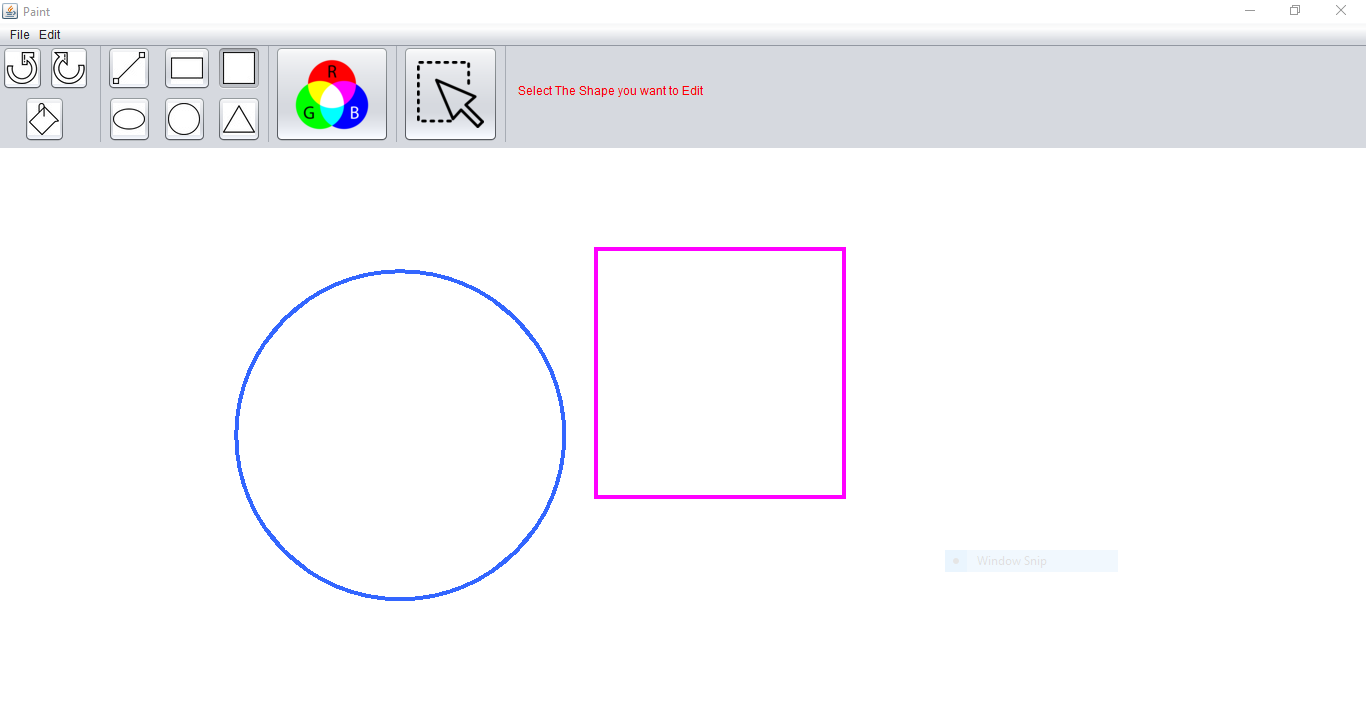 Paint
File Edit
R
G B
Select The Shape you want to Edit
Window Snip